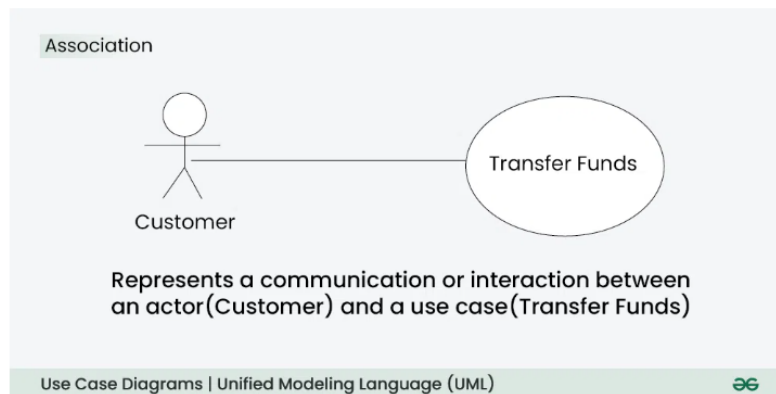 Association
Transfer Funds
Customer
Represents a communication or interaction between
an actor(Customer) and a use case(Transfer Funds)
Use Case Diagrams | Unified Modeling Language (UML)